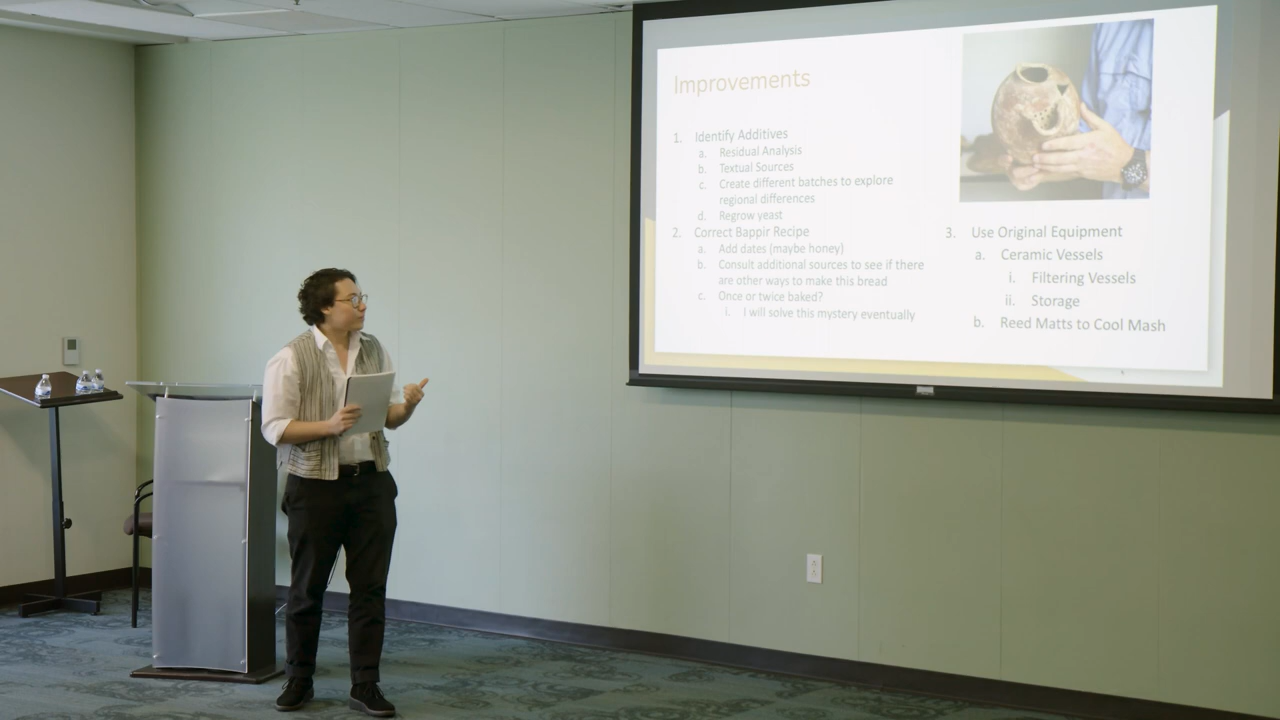 Improvements
1. Identify Additives
a. Residual Analysis
b. Textual Sources
c. Create different batches to explore
regional differences
d. Regrow yeast
2. Correct Bappir Recipe
a. Add dates (maybe honey)
b. Consult additional sources to see if there
are other ways to make this bread
c. Once or twice baked?
i. I will solve this mystery eventually
3. Use Original Equipment
a. Ceramic Vessels
i. Filtering Vessels
ii. Storage
b. Reed Matts to Cool Mash